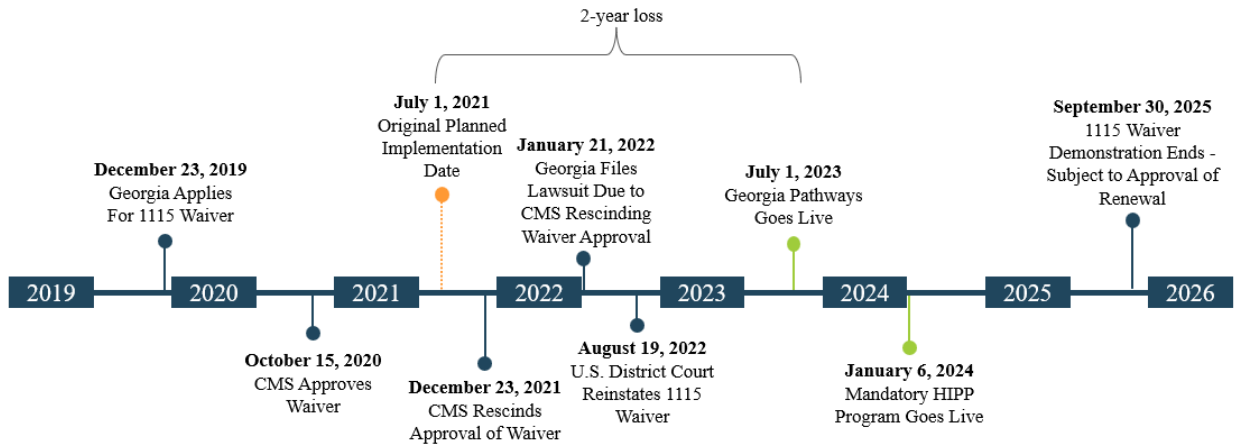 2-year loss
July 1, 2021
Original Planned
Implementation
Date
September 30, 2025
1115 Waiver
Demonstration Ends -
Subject to Approval of
Renewal
January 21, 2022
Georgia Files
Lawsuit Due to
CMS Rescinding
Waiver Approval
December 23, 2019
Georgia Applies
For 1115 Waiver
July 1, 2023
Georgia Pathways
Goes Live
2019
2020
2021
2022
2023
2024
2025
2026
October 15, 2020
CMS Approves
Waiver
December 23, 2021
CMS Rescinds
Approval of Waiver
August 19, 2022
U.S. District Court
Reinstates 1115
Waiver
January 6, 2024
Mandatory HIPP
Program Goes Live